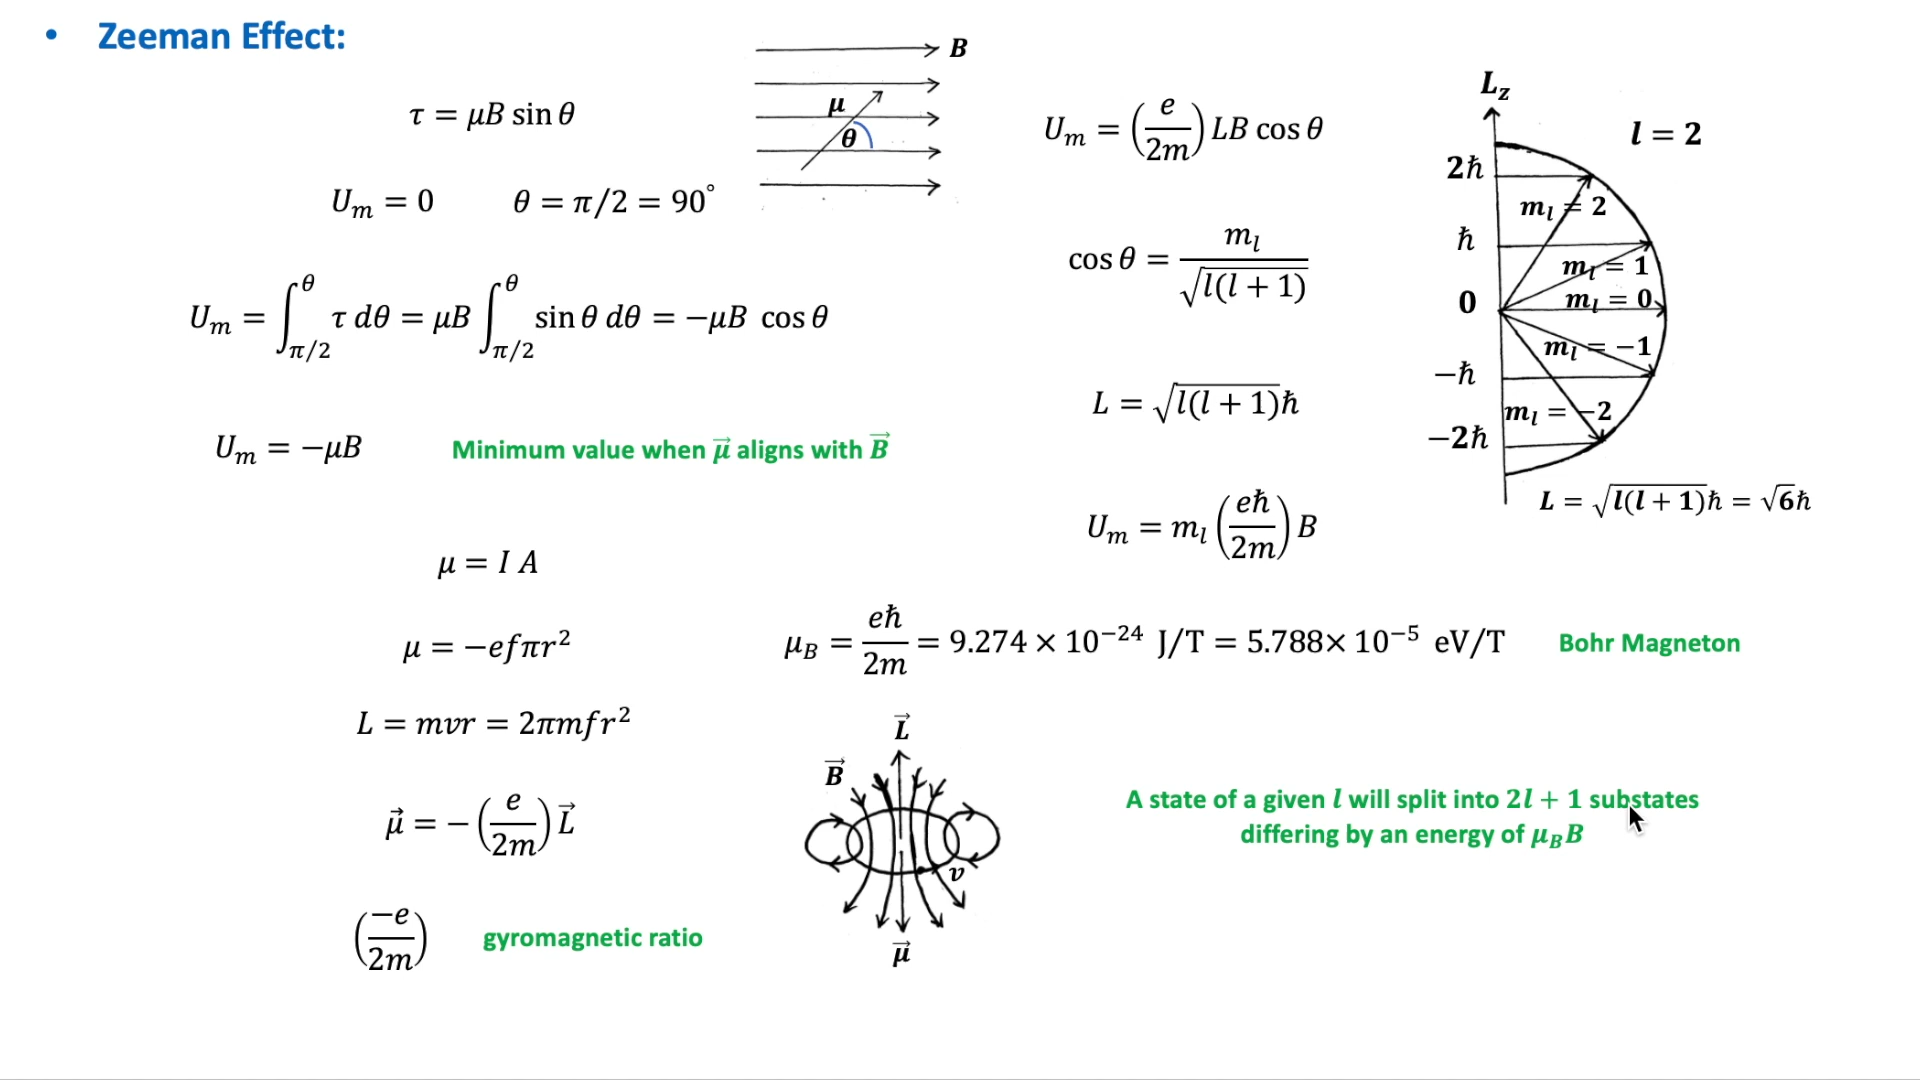 • Zeeman Effect:
τ = μB sin θ
U_m = 0 θ = π/2 = 90°
U_m = ∫_{π/2}^{θ} τ dθ = μB ∫_{π/2}^{θ} sin θ dθ = −μB cos θ
U_m = −μB Minimum value when μ⃗ aligns with B⃗
μ = I A
μ = −efπr²
L = mvr = 2πmfr²
μ⃗ = −(e/2m) L⃗
(−e/2m) gyromagnetic ratio
B
μ
θ
U_m = (e/2m) LB cos θ
cos θ = m_l/√(l(l + 1))
L = √(l(l + 1))ħ
U_m = m_l (eħ/2m) B
μ_B = eħ/2m = 9.274 × 10⁻²⁴ J/T = 5.788× 10⁻⁵ eV/T Bohr Magneton
L_z
l = 2
2ħ
m_l = 2
ħ
m_l = 1
0
m_l = 0
m_l = −1
−ħ
m_l = −2
−2ħ
L = √(l(l + 1))ħ = √6ħ
L⃗
B⃗
v
μ⃗
A state of a given l will split into 2l + 1 substates
differing by an energy of μ_B B